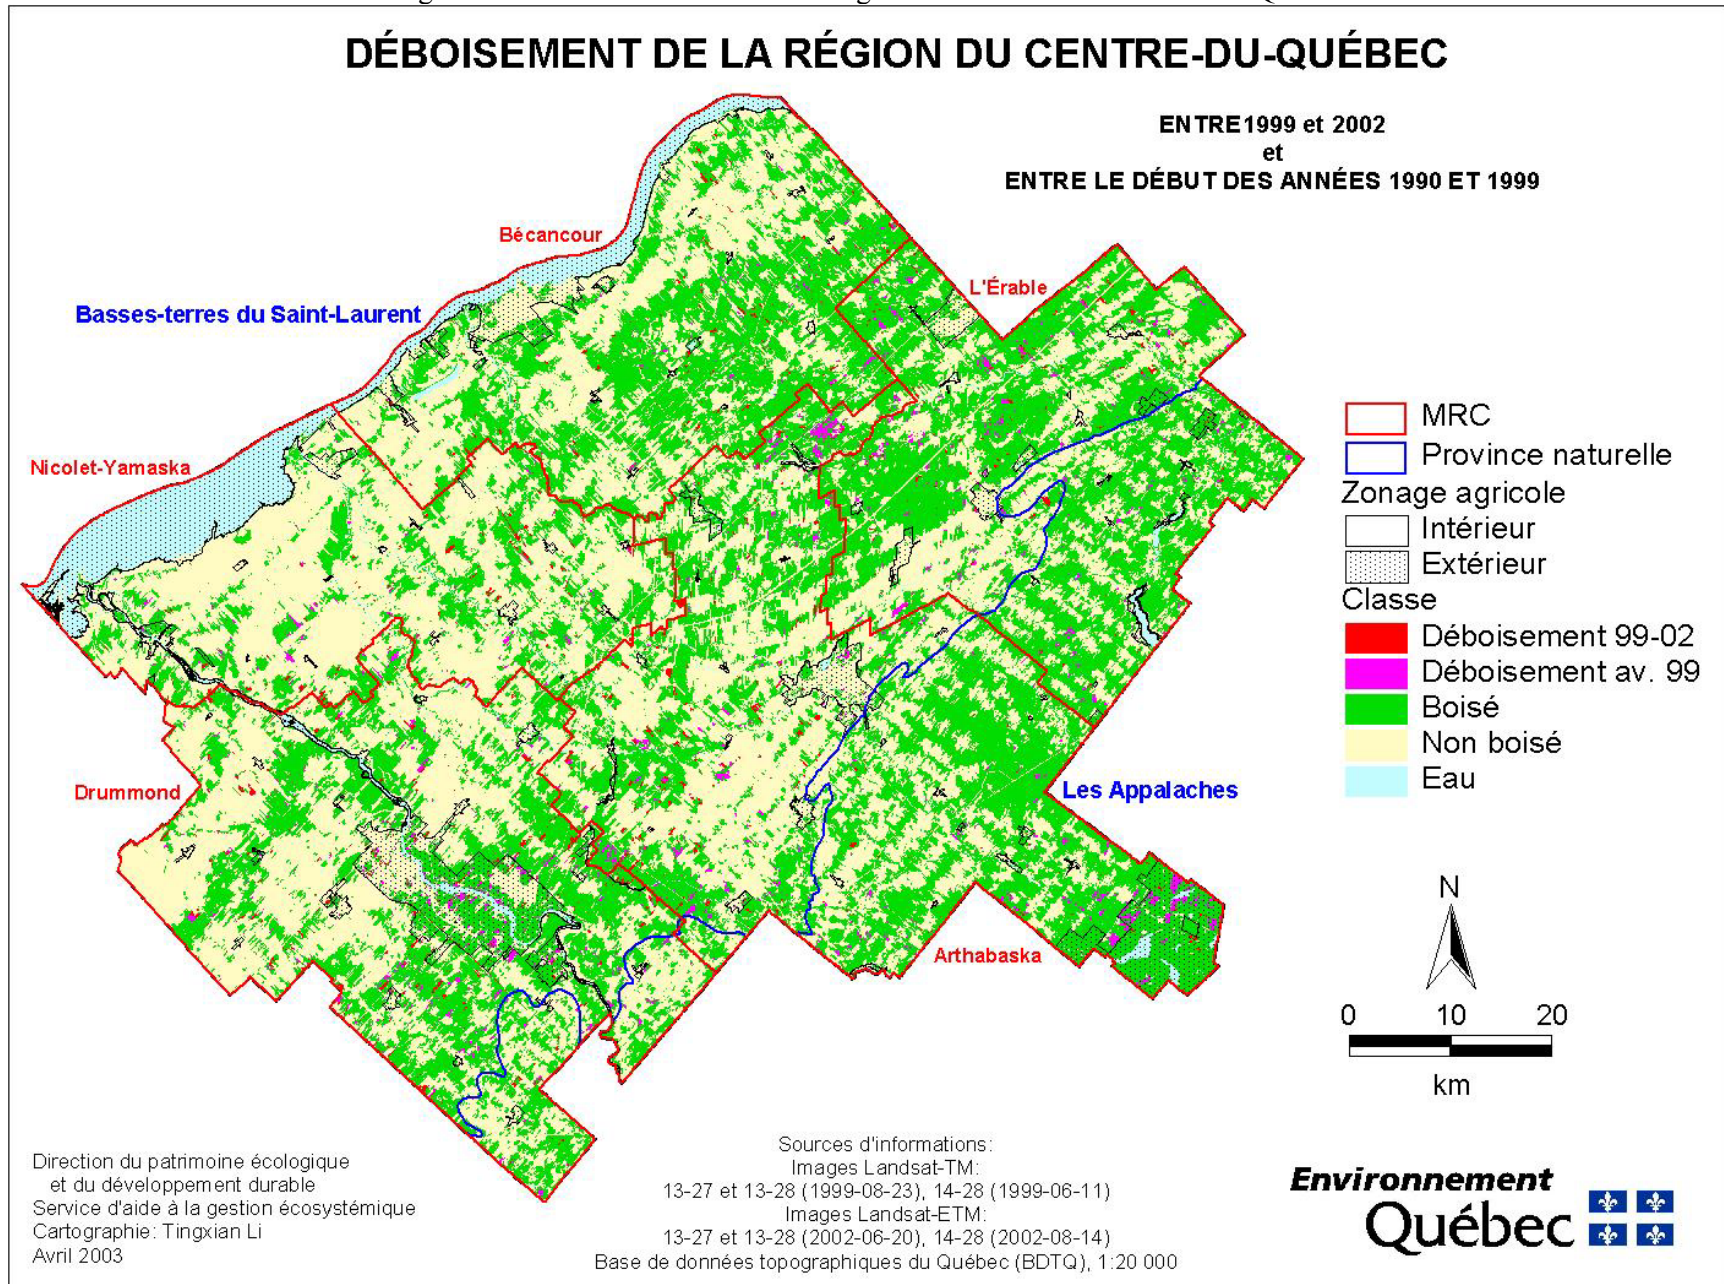 DÉBOISEMENT DE LA RÉGION DU CENTRE-DU-QUÉBEC
ENTRE1999 et 2002
et
ENTRE LE DÉBUT DES ANNÉES 1990 ET 1999
Bécancour
L'Érable
Basses-terres du Saint-Laurent
Nicolet-Yamaska
Drummond
Les Appalaches
Arthabaska
MRC
Province naturelle
Zonage agricole
Intérieur
Extérieur
Classe
Déboisement 99-02
Déboisement av. 99
Boisé
Non boisé
Eau
N
0 10 20
km
Direction du patrimoine écologique
et du développement durable
Service d'aide à la gestion écosystémique
Cartographie: Tingxian Li
Avril 2003
Sources d'informations:
Images Landsat-TM:
13-27 et 13-28 (1999-08-23), 14-28 (1999-06-11)
Images Landsat-ETM:
13-27 et 13-28 (2002-06-20), 14-28 (2002-08-14)
Base de données topographiques du Québec (BDTQ), 1:20 000
Environnement
Québec